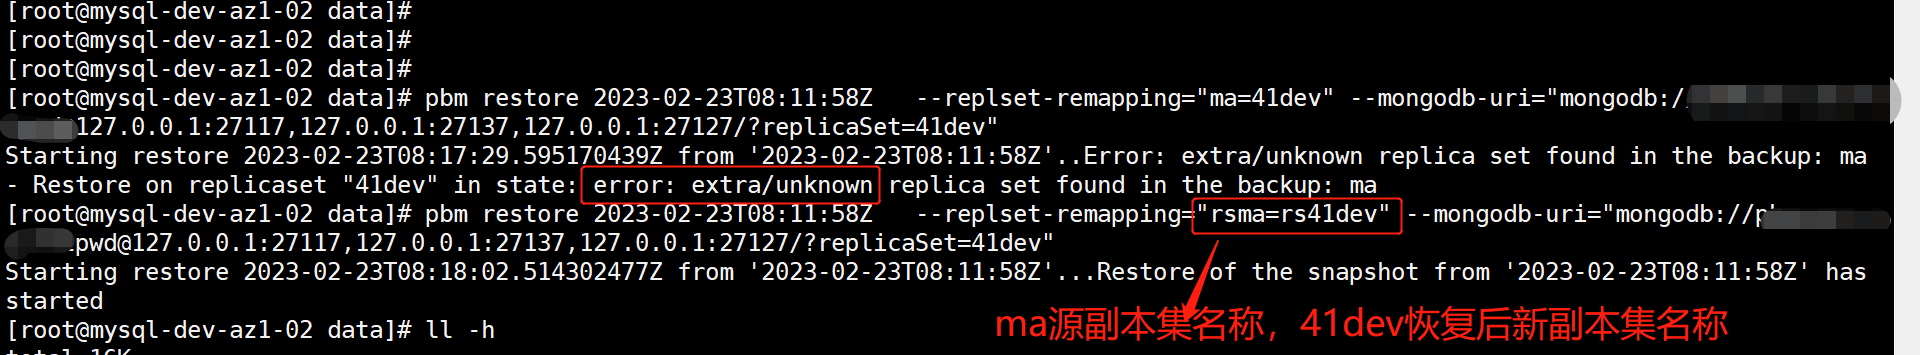 [root@mysql-dev-az1-02 data]#
[root@mysql-dev-az1-02 data]#
[root@mysql-dev-az1-02 data]#
[root@mysql-dev-az1-02 data]# pbm restore 2023-02-23T08:11:58Z   --replset-remapping="ma=41dev" --mongodb-uri="mongodb:/
127.0.0.1:27117,127.0.0.1:27137,127.0.0.1:27127/?replicaSet=41dev"
Starting restore 2023-02-23T08:17:29.595170439Z from '2023-02-23T08:11:58Z'..Error: extra/unknown replica set found in the backup: ma
- Restore on replicaset "41dev" in state: error: extra/unknown replica set found in the backup: ma
[root@mysql-dev-az1-02 data]# pbm restore 2023-02-23T08:11:58Z   --replset-remapping="rsma=rs41dev" --mongodb-uri="mongodb://p
pwd@127.0.0.1:27117,127.0.0.1:27137,127.0.0.1:27127/?replicaSet=41dev"
Starting restore 2023-02-23T08:18:02.514302477Z from '2023-02-23T08:11:58Z'...Restore of the snapshot from '2023-02-23T08:11:58Z' has
started
ma源副本集名称，41dev恢复后新副本集名称
[root@mysql-dev-az1-02 data]# ll -h
total 16K